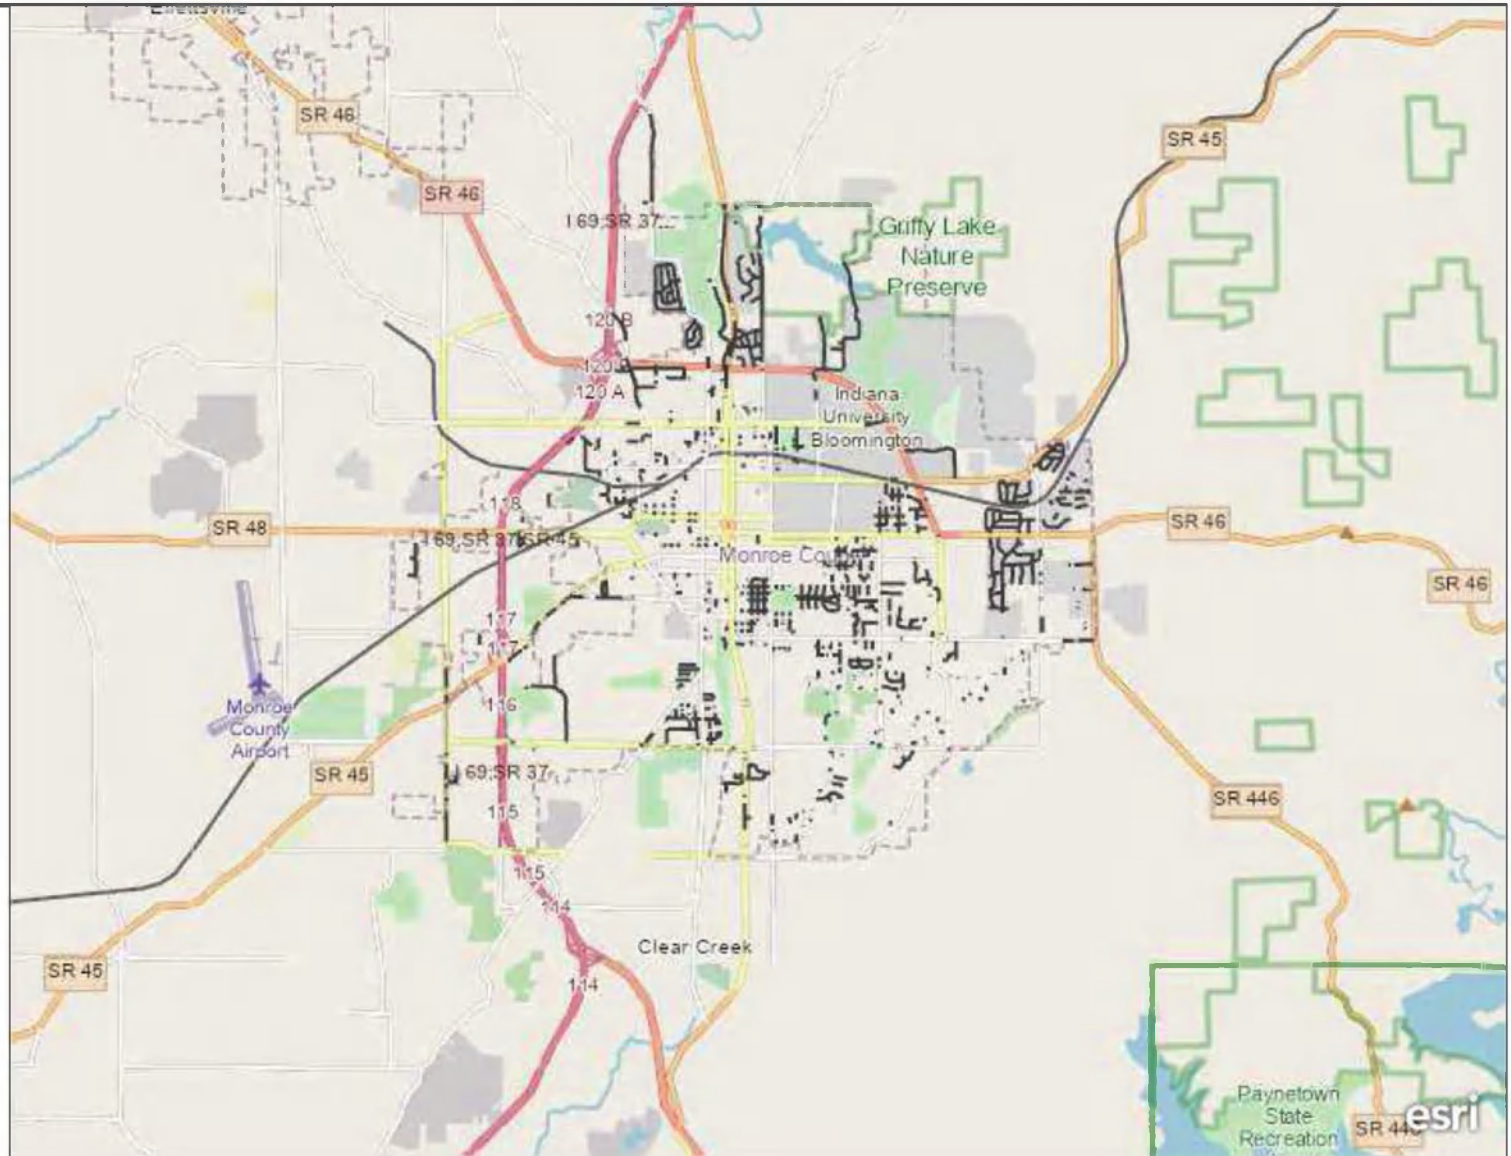 Ellettsville
SR 46
SR 45
SR 46
I 69;SR 37...
Griffy Lake
Nature
Preserve
120 B
120 A
Indiana
University
Bloomington
118
SR 48
SR 46
Monroe
SR 46
117
117
116
Monroe
County
Airport
SR 45
69;SR 37
SR 446
115
115
114
Clear Creek
SR 45
114
Paynetown
State
Recreation
esri